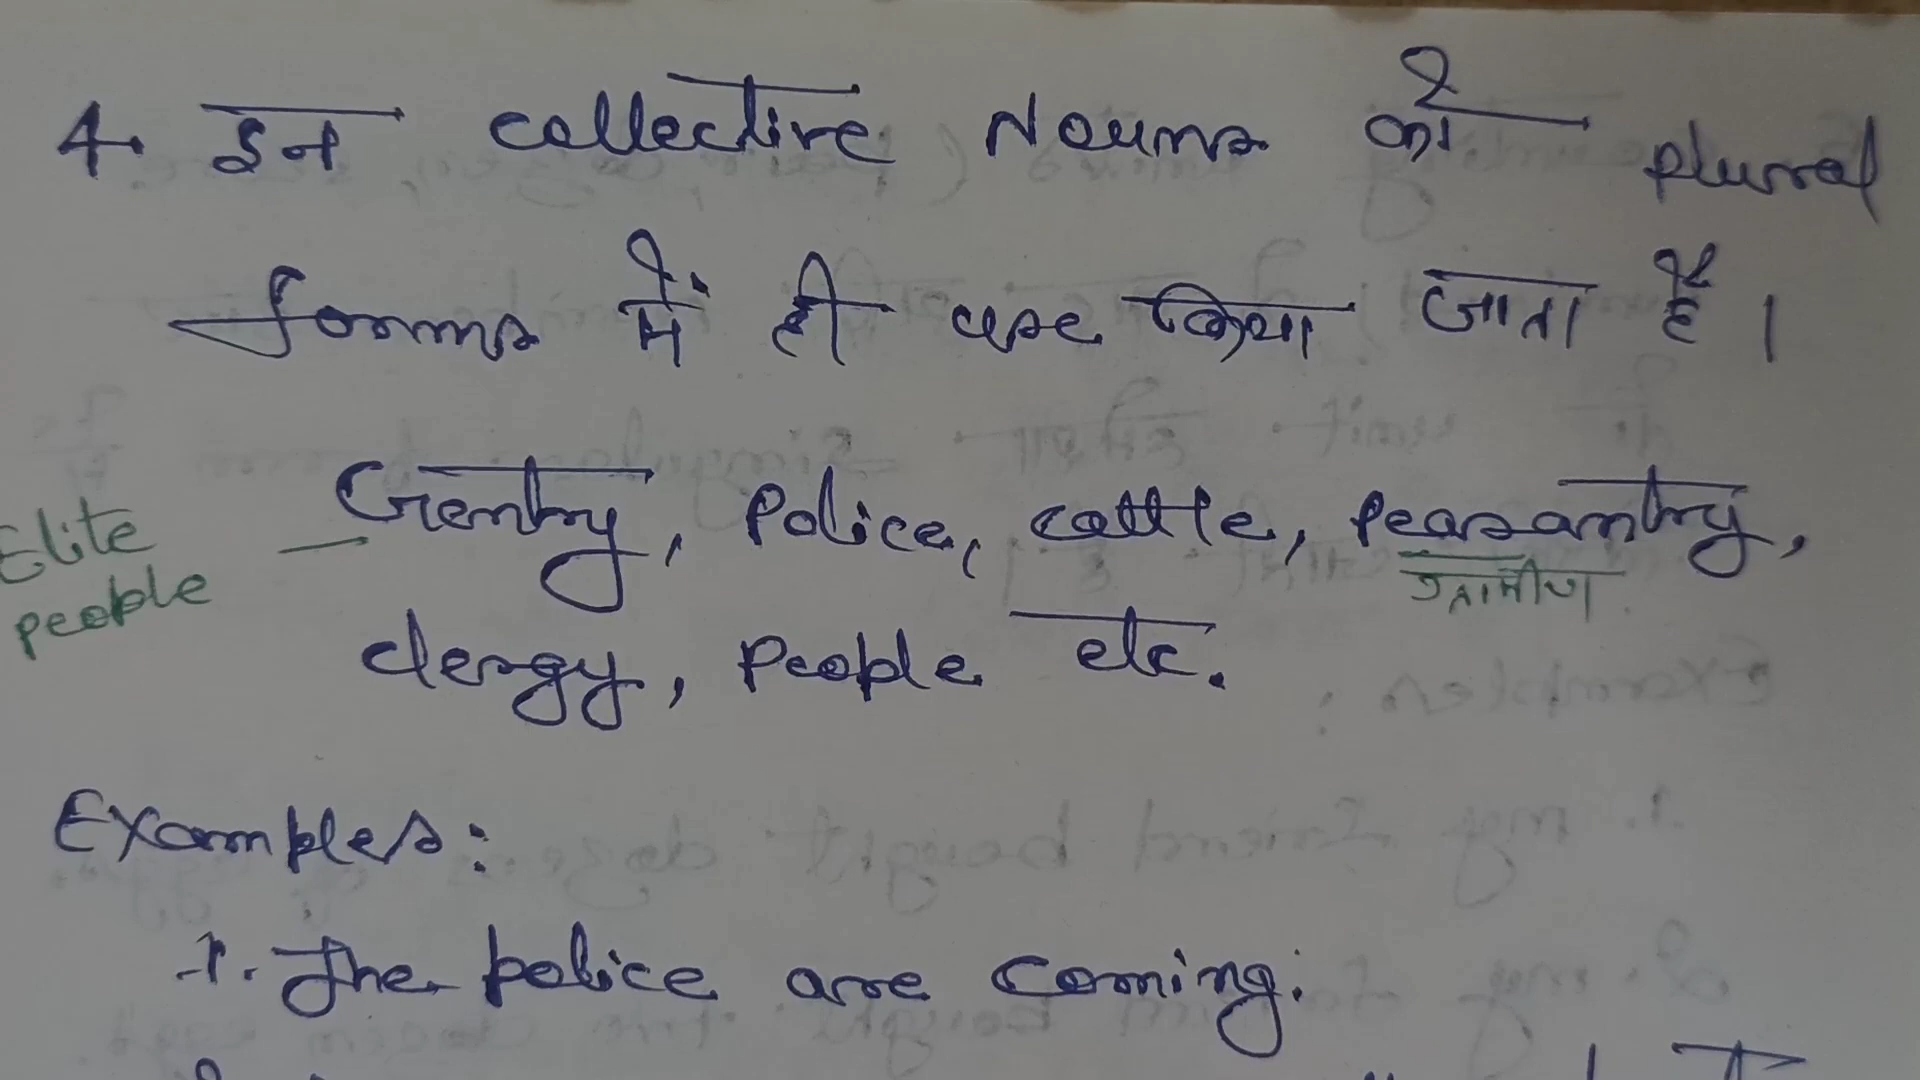 4. इन collective Nouns को plural
forms में ही use किया जाता है।
Elite people — Gentry, Police, cattle, peasantry,
ग्रामीण
clergy, People etc.
Examples:
1. The police are coming.